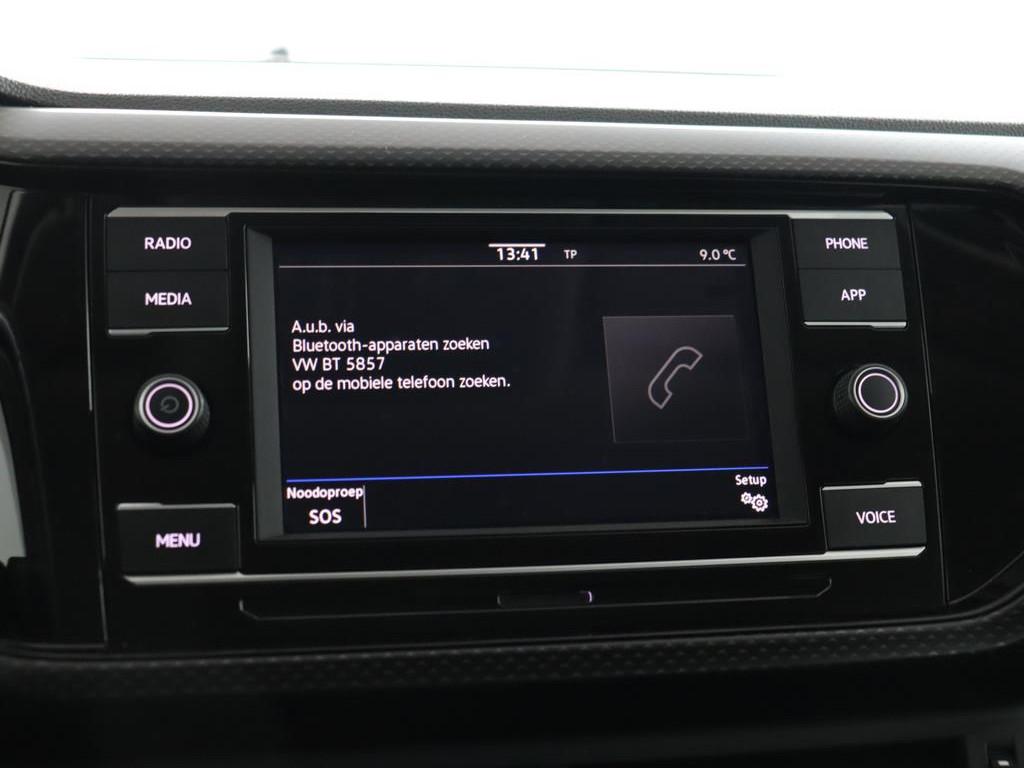 RADIO
MEDIA
MENU
13:41 TP 9.0 °C
A.u.b. via
Bluetooth-apparaten zoeken
VW BT 5857
op de mobiele telefoon zoeken.
Noodoproep
SOS
Setup
PHONE
APP
VOICE